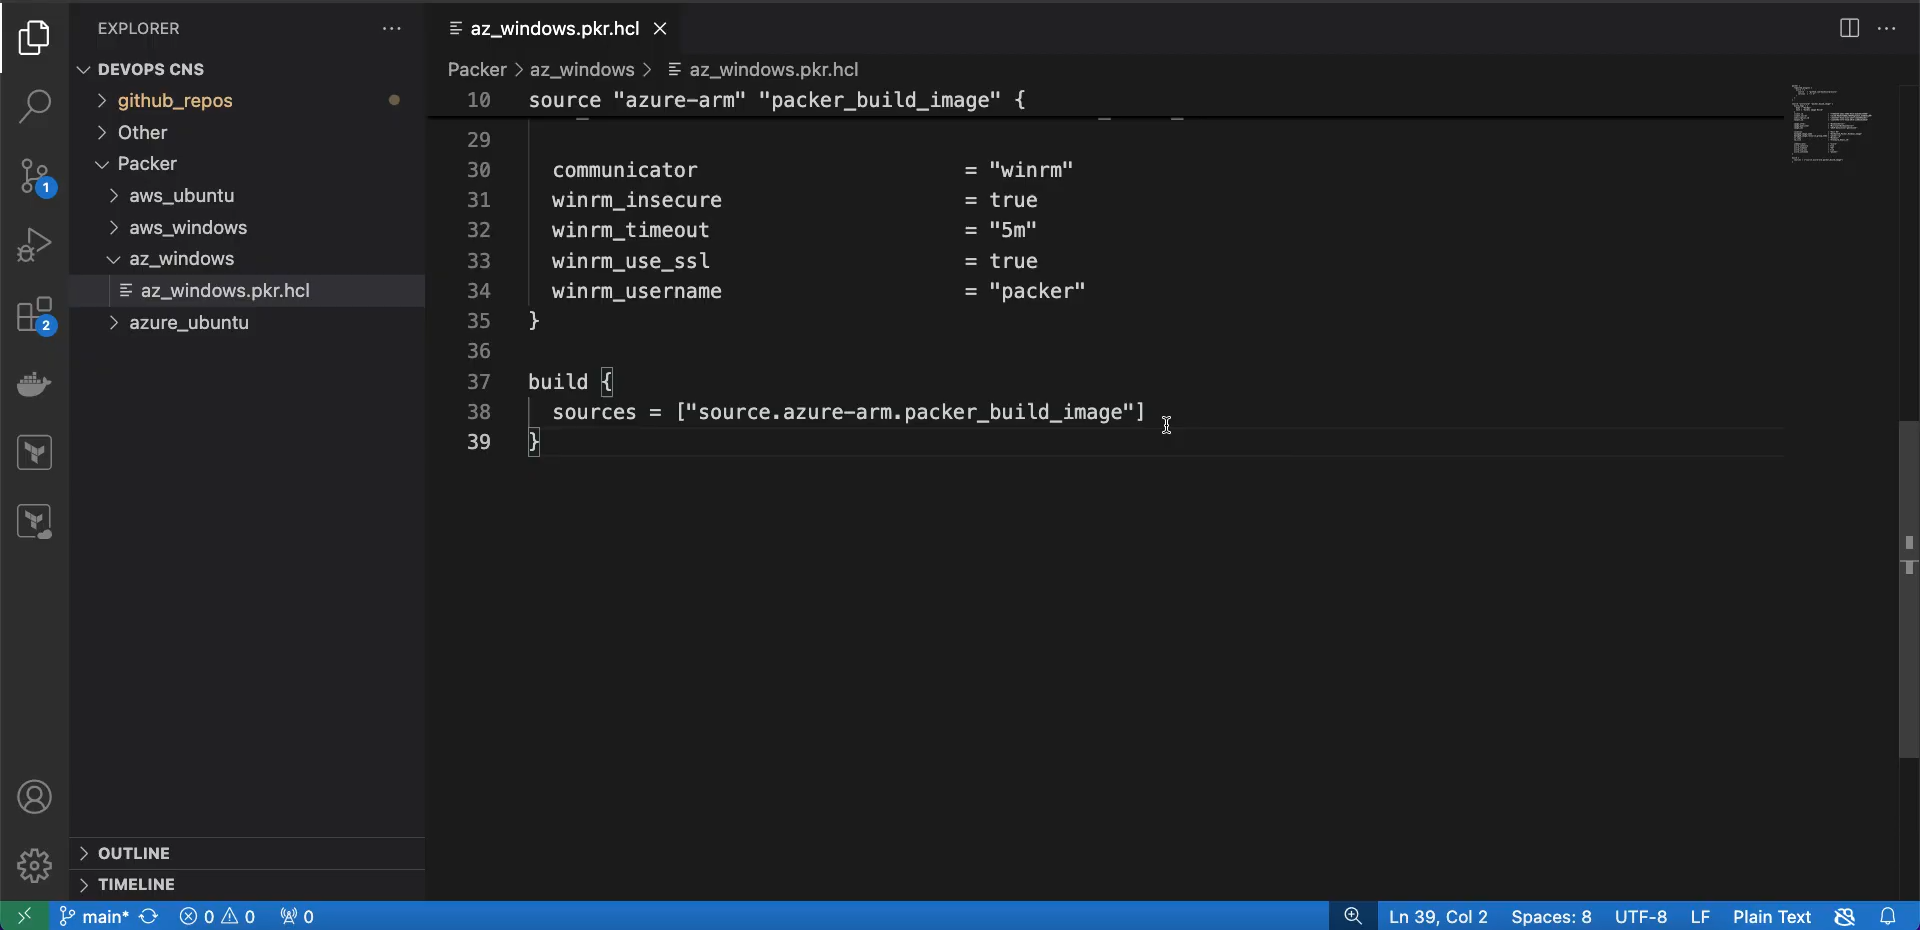 EXPLORER
DEVOPS CNS
github_repos
Other
Packer
aws_ubuntu
aws_windows
az_windows
az_windows.pkr.hcl
azure_ubuntu
OUTLINE
TIMELINE
1
2
az_windows.pkr.hcl
Packer > az_windows > az_windows.pkr.hcl
10 source "azure-arm" "packer_build_image" {
29
30 communicator = "winrm"
31 winrm_insecure = true
32 winrm_timeout = "5m"
33 winrm_use_ssl = true
34 winrm_username = "packer"
35 }
36
37 build {
38 sources = ["source.azure-arm.packer_build_image"]
39 }
main* 0 0 0 Ln 39, Col 2 Spaces: 8 UTF-8 LF Plain Text